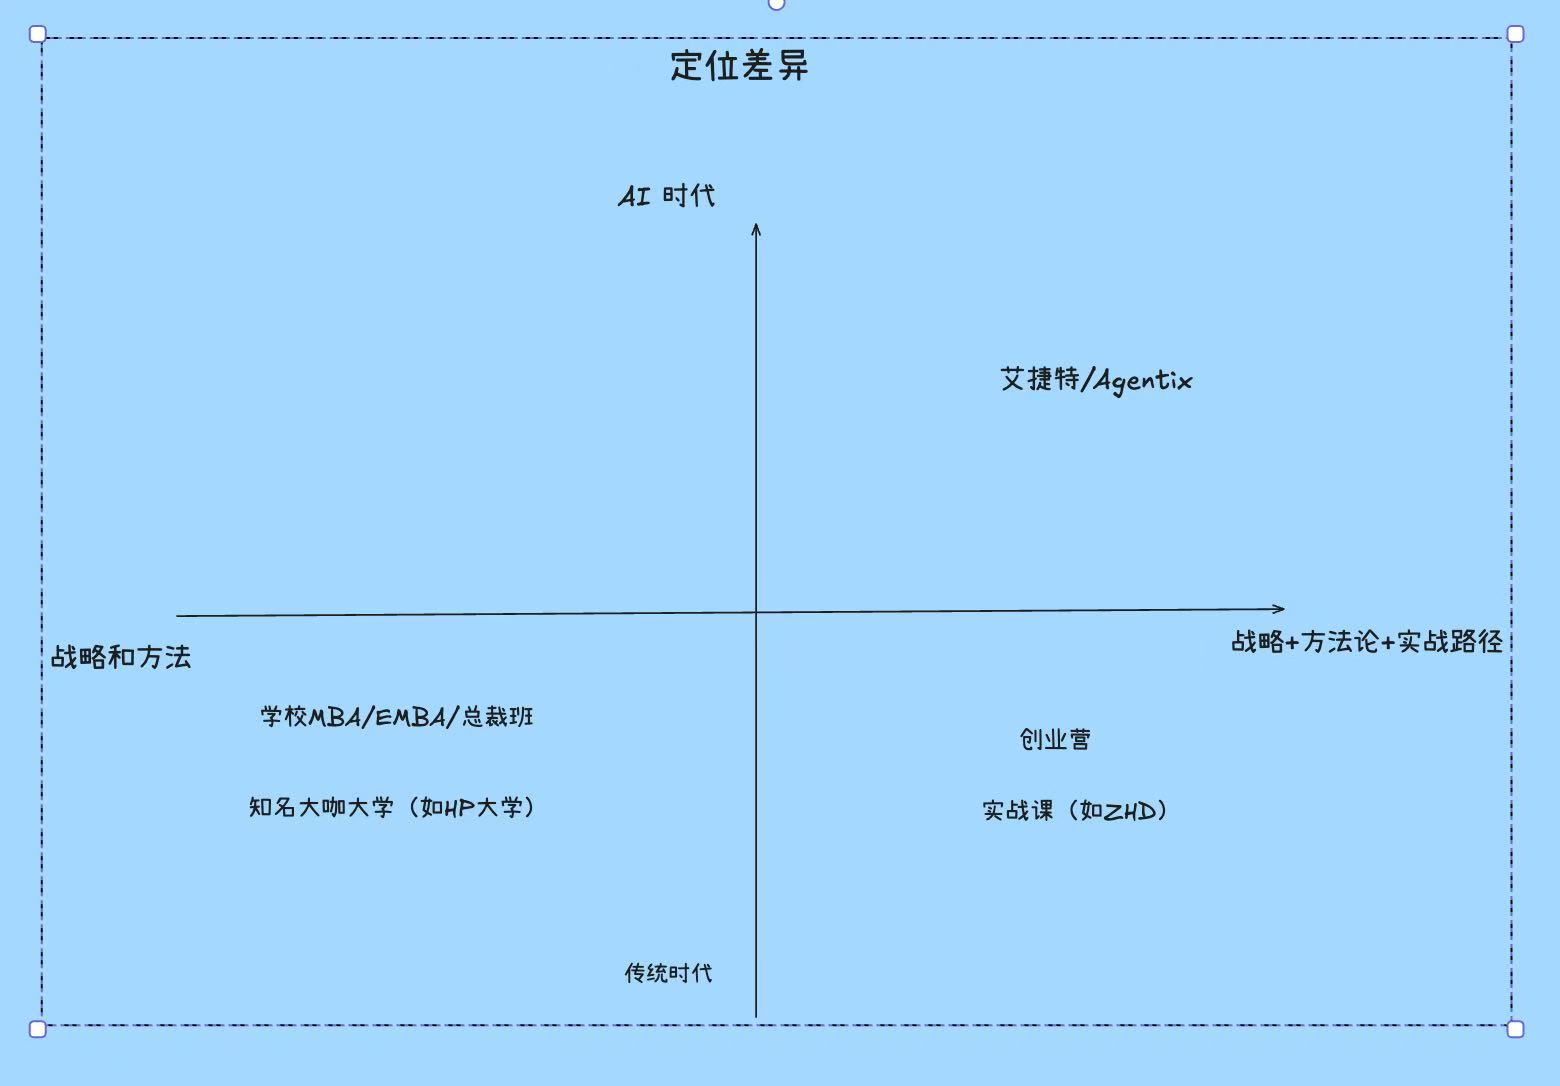 定位差异
AI 时代
艾捷特/Agentix
战略和方法
战略+方法论+实战路径
学校MBA/EMBA/总裁班
创业营
知名大咖大学（如HP大学）
实战课（如ZHD）
传统时代